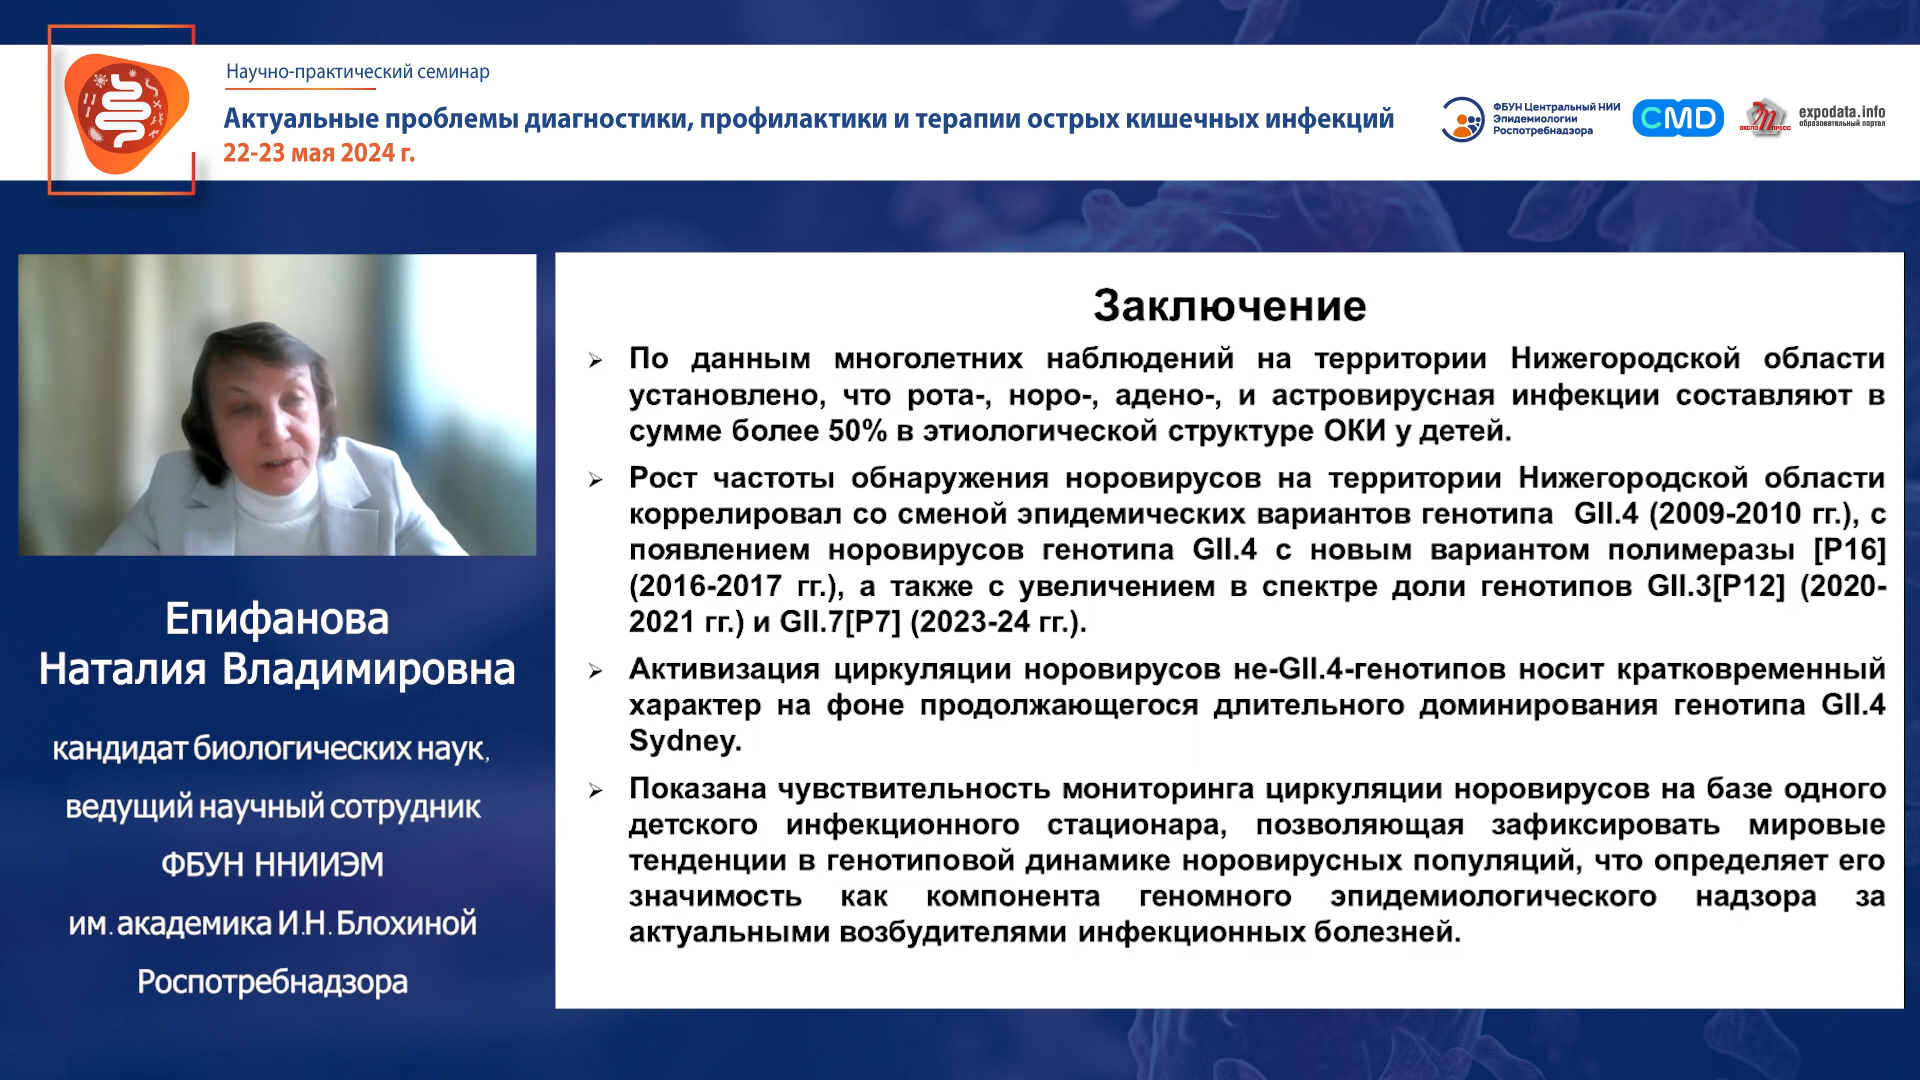 Научно-практический семинар
Актуальные проблемы диагностики, профилактики и терапии острых кишечных инфекций
22-23 мая 2024 г.
ФБУН Центральный НИИ
Эпидемиологии
Роспотребнадзора
CMD
ЭКСПО ПРЕСС
expodata.info
образовательный портал
Епифанова
Наталия Владимировна
кандидат биологических наук,
ведущий научный сотрудник
ФБУН ННИИЭМ
им. академика И.Н. Блохиной
Роспотребнадзора
Заключение
➢ По данным многолетних наблюдений на территории Нижегородской области
установлено, что рота-, норо-, адено-, и астровирусная инфекции составляют в
сумме более 50% в этиологической структуре ОКИ у детей.
➢ Рост частоты обнаружения норовирусов на территории Нижегородской области
коррелировал со сменой эпидемических вариантов генотипа GII.4 (2009-2010 гг.), с
появлением норовирусов генотипа GII.4 с новым вариантом полимеразы [P16]
(2016-2017 гг.), а также с увеличением в спектре доли генотипов GII.3[P12] (2020-
2021 гг.) и GII.7[P7] (2023-24 гг.).
➢ Активизация циркуляции норовирусов не-GII.4-генотипов носит кратковременный
характер на фоне продолжающегося длительного доминирования генотипа GII.4
Sydney.
➢ Показана чувствительность мониторинга циркуляции норовирусов на базе одного
детского инфекционного стационара, позволяющая зафиксировать мировые
тенденции в генотиповой динамике норовирусных популяций, что определяет его
значимость как компонента геномного эпидемиологического надзора за
актуальными возбудителями инфекционных болезней.